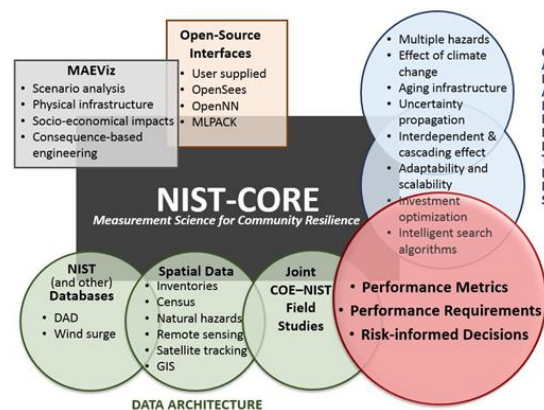 Open-Source
Interfaces
• User supplied
• OpenSees
• OpenNN
• MLPACK
MAEViz
• Scenario analysis
• Physical infrastructure
• Socio-economical impacts
• Consequence-based
engineering
• Multiple hazards
• Effect of climate
change
• Aging infrastructure
• Uncertainty
propagation
• Interdependent &
cascading effect
• Adaptability and
scalability
• Investment
optimization
• Intelligent search
algorithms
NIST-CORE
Measurement Science for Community Resilience
NIST
(and other)
Databases
• DAD
• Wind surge
Spatial Data
• Inventories
• Census
• Natural hazards
• Remote sensing
• Satellite tracking
• GIS
Joint
COE–NIST
Field
Studies
• Performance Metrics
• Performance Requirements
• Risk-informed Decisions
DATA ARCHITECTURE